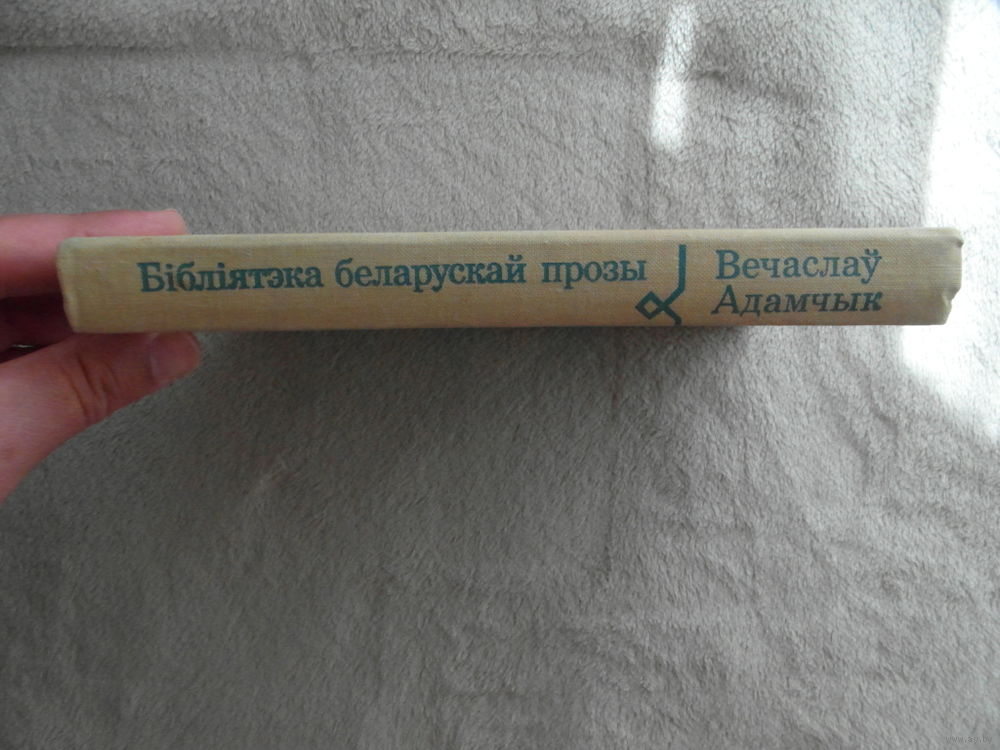 Бібліятэка беларускай прозы
Вечаслаў
Адамчык